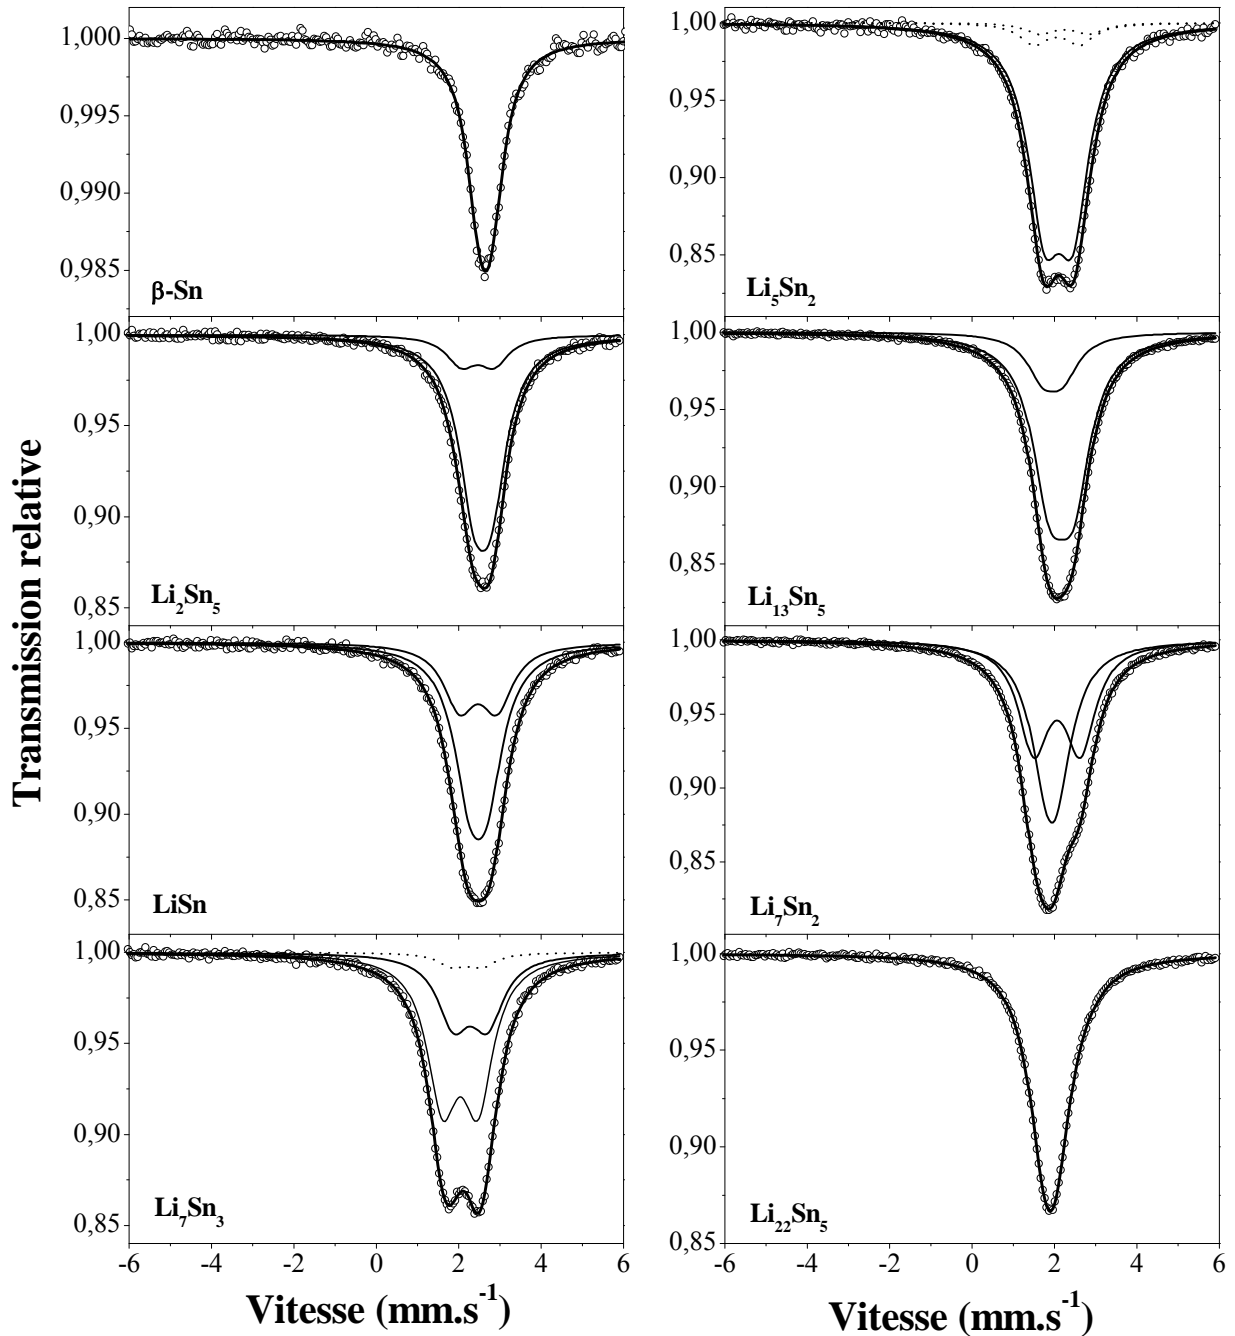 Transmission relative
1,000
0,995
0,990
0,985
β-Sn
1,00
0,95
0,90
0,85
Li₂Sn₅
1,00
0,95
0,90
0,85
LiSn
1,00
0,95
0,90
0,85
Li₇Sn₃
-6 -4 -2 0 2 4 6
Vitesse (mm.s⁻¹)
1,00
0,95
0,90
0,85
Li₅Sn₂
1,00
0,95
0,90
0,85
Li₁₃Sn₅
1,00
0,95
0,90
0,85
Li₇Sn₂
1,00
0,95
0,90
0,85
Li₂₂Sn₅
-6 -4 -2 0 2 4 6
Vitesse (mm.s⁻¹)